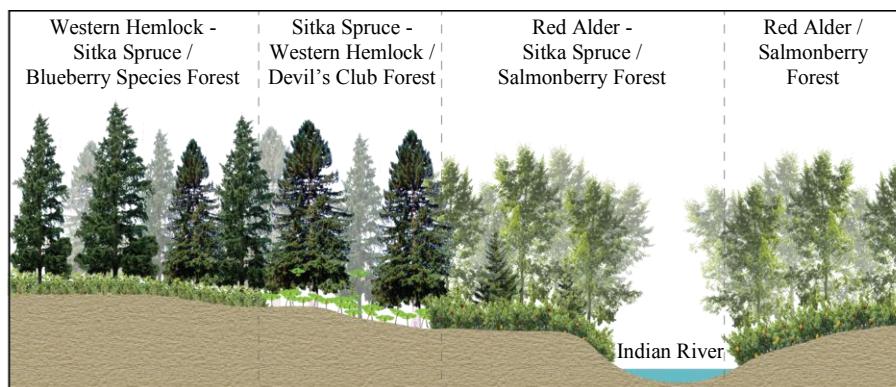 Western Hemlock -
Sitka Spruce /
Blueberry Species Forest
Sitka Spruce -
Western Hemlock /
Devil's Club Forest
Red Alder -
Sitka Spruce /
Salmonberry Forest
Red Alder /
Salmonberry
Forest
Indian River